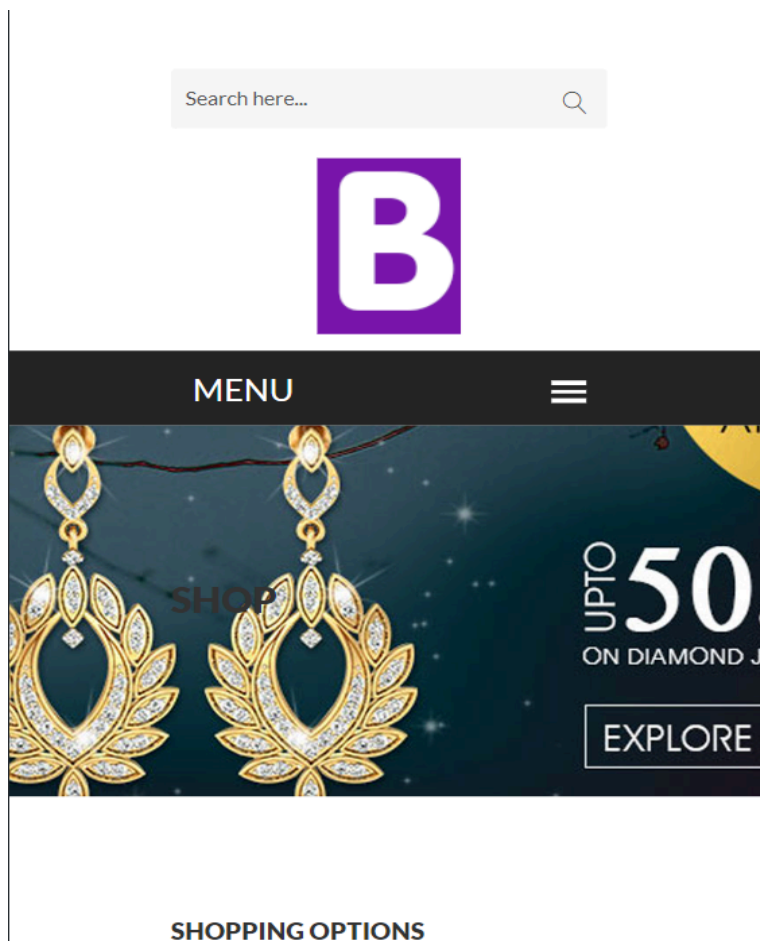 Search here...
B
MENU
SHOP
UPTO
50
ON DIAMOND J
EXPLORE
SHOPPING OPTIONS